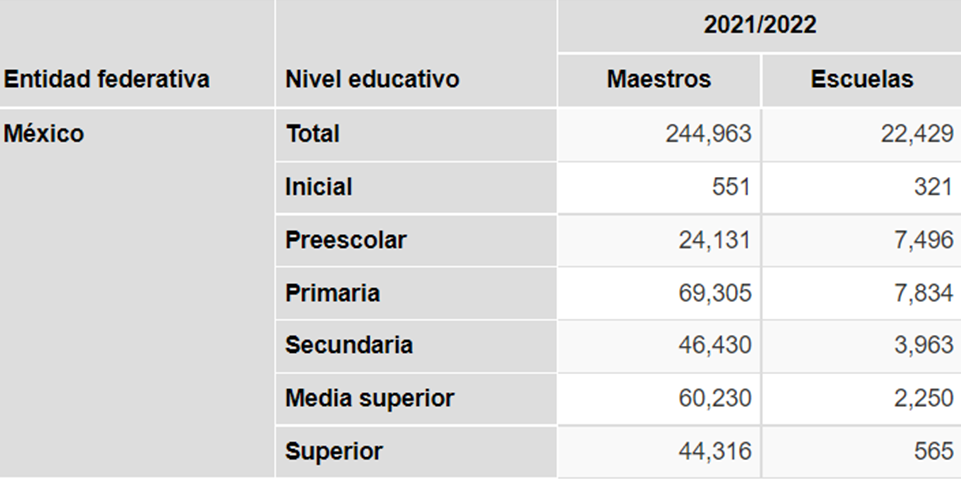 2021/2022
Entidad federativa Nivel educativo Maestros Escuelas
México Total 244,963 22,429
Inicial 551 321
Preescolar 24,131 7,496
Primaria 69,305 7,834
Secundaria 46,430 3,963
Media superior 60,230 2,250
Superior 44,316 565